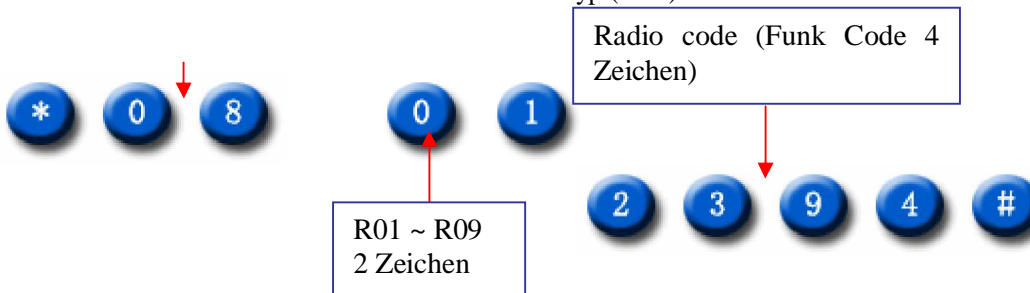 Radio code (Funk Code 4
Zeichen)
* 0 8 0 1
R01 ~ R09
2 Zeichen
2 3 9 4 #